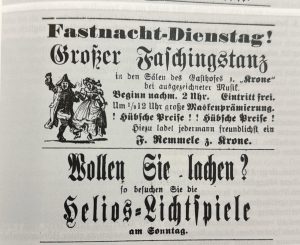 Fastnacht-Dienstag!
Großer Faschingstanz
in den Sälen des Gasthofes z. „Krone"
bei ausgezeichneter Musik.
Beginn nachm. 2 Uhr. Eintritt frei.
Um ½12 Uhr große Maskenprämierung.
! Hübsche Preise ! ! Hübsche Preise !
Hiezu ladet jedermann freundlichst ein
F. Remmele z. Krone.
Wollen Sie lachen?
so besuchen Sie die
Helios=Lichtspiele
am Sonntag.